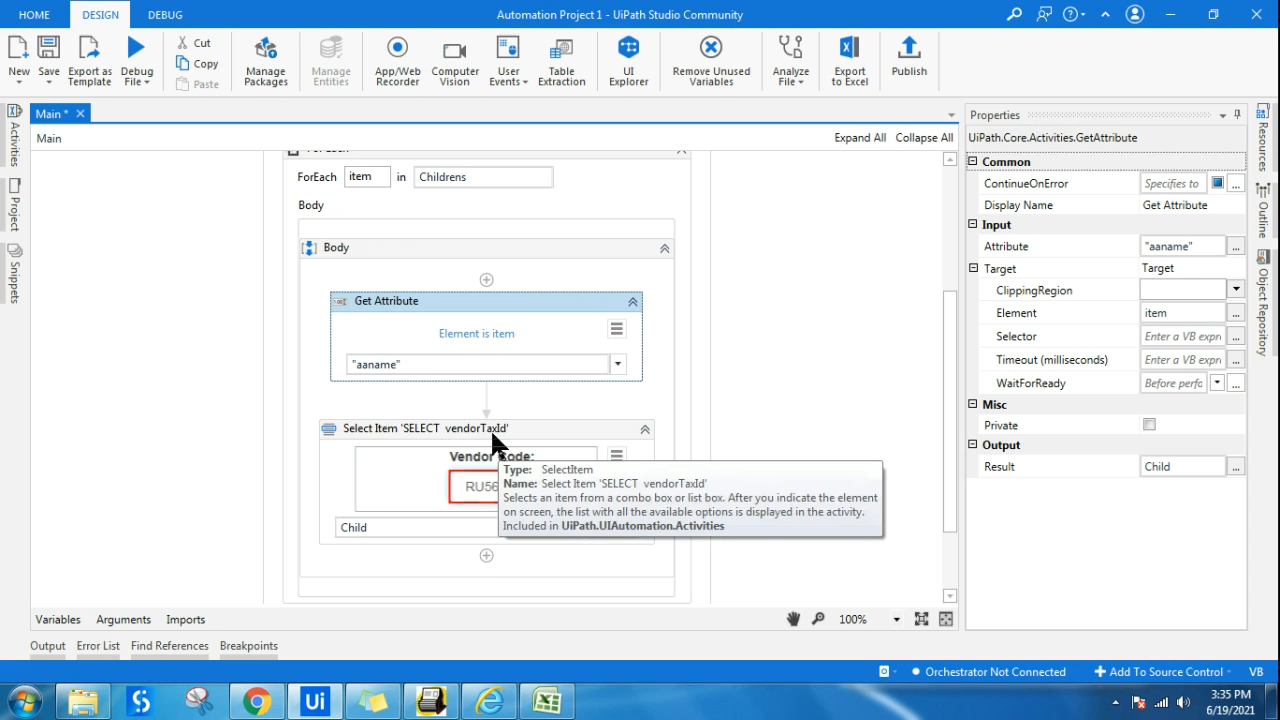 HOME DESIGN DEBUG Automation Project 1 - UiPath Studio Community
New Save Export as Template Debug File Cut Copy Paste Manage Packages Manage Entities App/Web Recorder Computer Vision User Events Table Extraction UI Explorer Remove Unused Variables Analyze File Export to Excel Publish
Main *
Main Expand All Collapse All
Activities
Project
Snippets
ForEach item in Childrens
Body
Body
Get Attribute
Element is item
"aaname"
Select Item 'SELECT vendorTaxId'
Vendor Code:
RU56
Child
Type: SelectItem
Name: Select Item 'SELECT vendorTaxId'
Selects an item from a combo box or list box. After you indicate the element
on screen, the list with all the available options is displayed in the activity.
Included in UiPath.UIAutomation.Activities
Properties
UiPath.Core.Activities.GetAttribute
Common
ContinueOnError Specifies to ...
Display Name Get Attribute
Input
Attribute "aaname" ...
Target Target
ClippingRegion
Element item ...
Selector Enter a VB expr ...
Timeout (milliseconds) Enter a VB expr ...
WaitForReady Before perfo ...
Misc
Private
Output
Result Child ...
Resources
Outline
Object Repository
Variables Arguments Imports 100%
Output Error List Find References Breakpoints
Orchestrator Not Connected Add To Source Control VB
S Ui
3:35 PM
6/19/2021